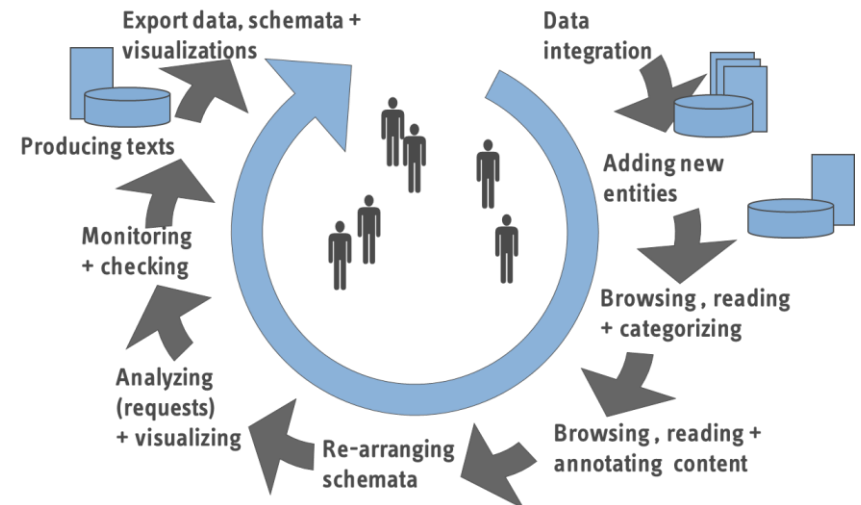 Export data, schemata +
visualizations
Data
integration
Adding new
entities
Browsing , reading
+ categorizing
Browsing , reading +
annotating content
Re-arranging
schemata
Analyzing
(requests)
+ visualizing
Monitoring
+ checking
Producing texts